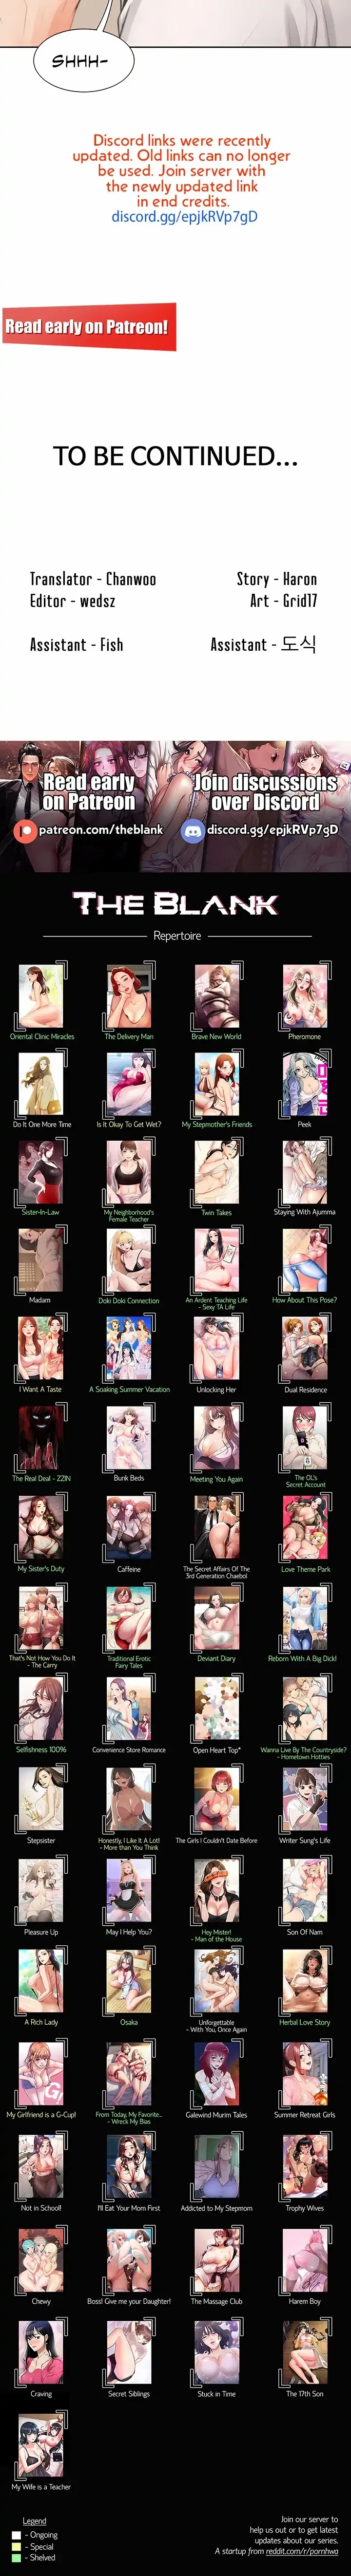 SHHH-
Discord links were recently
updated. Old links can no longer
be used. Join server with
the newly updated link
in end credits.
discord.gg/epjkRVp7gD
Read early on Patreon!
TO BE CONTINUED...
Translator - Chanwoo
Editor - wedsz
Assistant - Fish
Story - Haron
Art - Grid17
Assistant - 도식
Read early
on Patreon
patreon.com/theblank
Join discussions
over Discord
discord.gg/epjkRVp7gD
THE BLANK
Repertoire
Oriental Clinic Miracles
The Delivery Man
Brave New World
Pheromone
Do It One More Time
Is It Okay To Get Wet?
My Stepmother's Friends
Peek
Sister-In-Law
My Neighborhood's
Female Teacher
Twin Takes
Staying With Ajumma
Madam
Doki Doki Connection
An Ardent Teaching Life
- Sexy TA Life
How About This Pose?
I Want A Taste
A Soaking Summer Vacation
Unlocking Her
Dual Residence
The Real Deal - ZZIN
Bunk Beds
Meeting You Again
The OL's
Secret Account
My Sister's Duty
Caffeine
The Secret Affairs Of The
3rd Generation Chaebol
Love Theme Park
That's Not How You Do It
- The Carry
Traditional Erotic
Fairy Tales
Deviant Diary
Reborn With A Big Dick!
Selfishness 100%
Convenience Store Romance
Open Heart Top*
Wanna Live By The Countryside?
- Hometown Hotties
Stepsister
Honestly, I Like It A Lot!
- More than You Think
The Girls I Couldn't Date Before
Writer Sung's Life
Pleasure Up
May I Help You?
Hey Mister!
- Man of the House
Son Of Nam
A Rich Lady
Osaka
Unforgettable
- With You, Once Again
Herbal Love Story
My Girlfriend is a G-Cup!
From Today, My Favorite...
- Wreck My Bias
Galewind Murim Tales
Summer Retreat Girls
Not in School!
I'll Eat Your Mom First
Addicted to My Stepmom
Trophy Wives
Chewy
Boss! Give me your Daughter!
The Massage Club
Harem Boy
Craving
Secret Siblings
Stuck in Time
The 17th Son
My Wife is a Teacher
Legend
- Ongoing
- Special
- Shelved
Join our server to
help us out or to get latest
updates about our series.
A startup from reddit.com/r/pornhwa